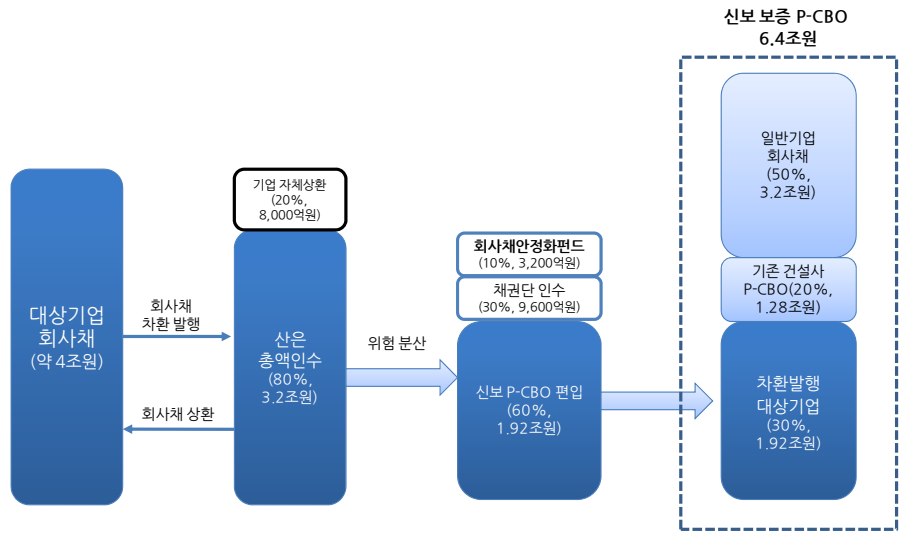 신보 보증 P-CBO
6.4조원
대상기업
회사채
(약 4조원)
회사채
차환 발행
회사채 상환
기업 자체상환
(20%,
8,000억원)
산은
총액인수
(80%,
3.2조원)
위험 분산
회사채안정화펀드
(10%, 3,200억원)
채권단 인수
(30%, 9,600억원)
신보 P-CBO 편입
(60%,
1.92조원)
일반기업
회사채
(50%,
3.2조원)
기존 건설사
P-CBO(20%,
1.28조원)
차환발행
대상기업
(30%,
1.92조원)